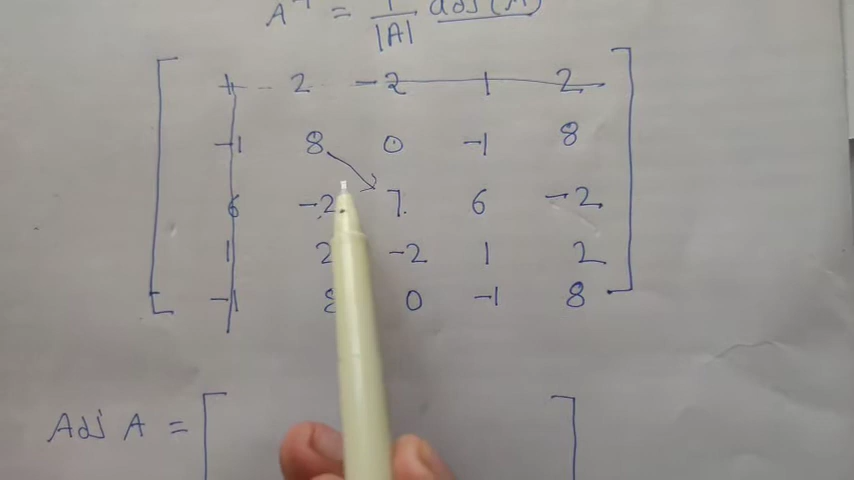 A⁻¹ = 1/|A| adj(A)
1 2 -2 1 2
-1 8 0 -1 8
6 -2 7 6 -2
1 2 -2 1 2
-1 8 0 -1 8
Adj A =